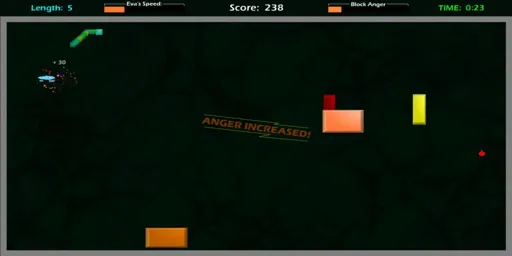 Length: 5
Eva's Speed
Score: 238
Block Anger
TIME: 0:23
+ 30
ANGER INCREASED!